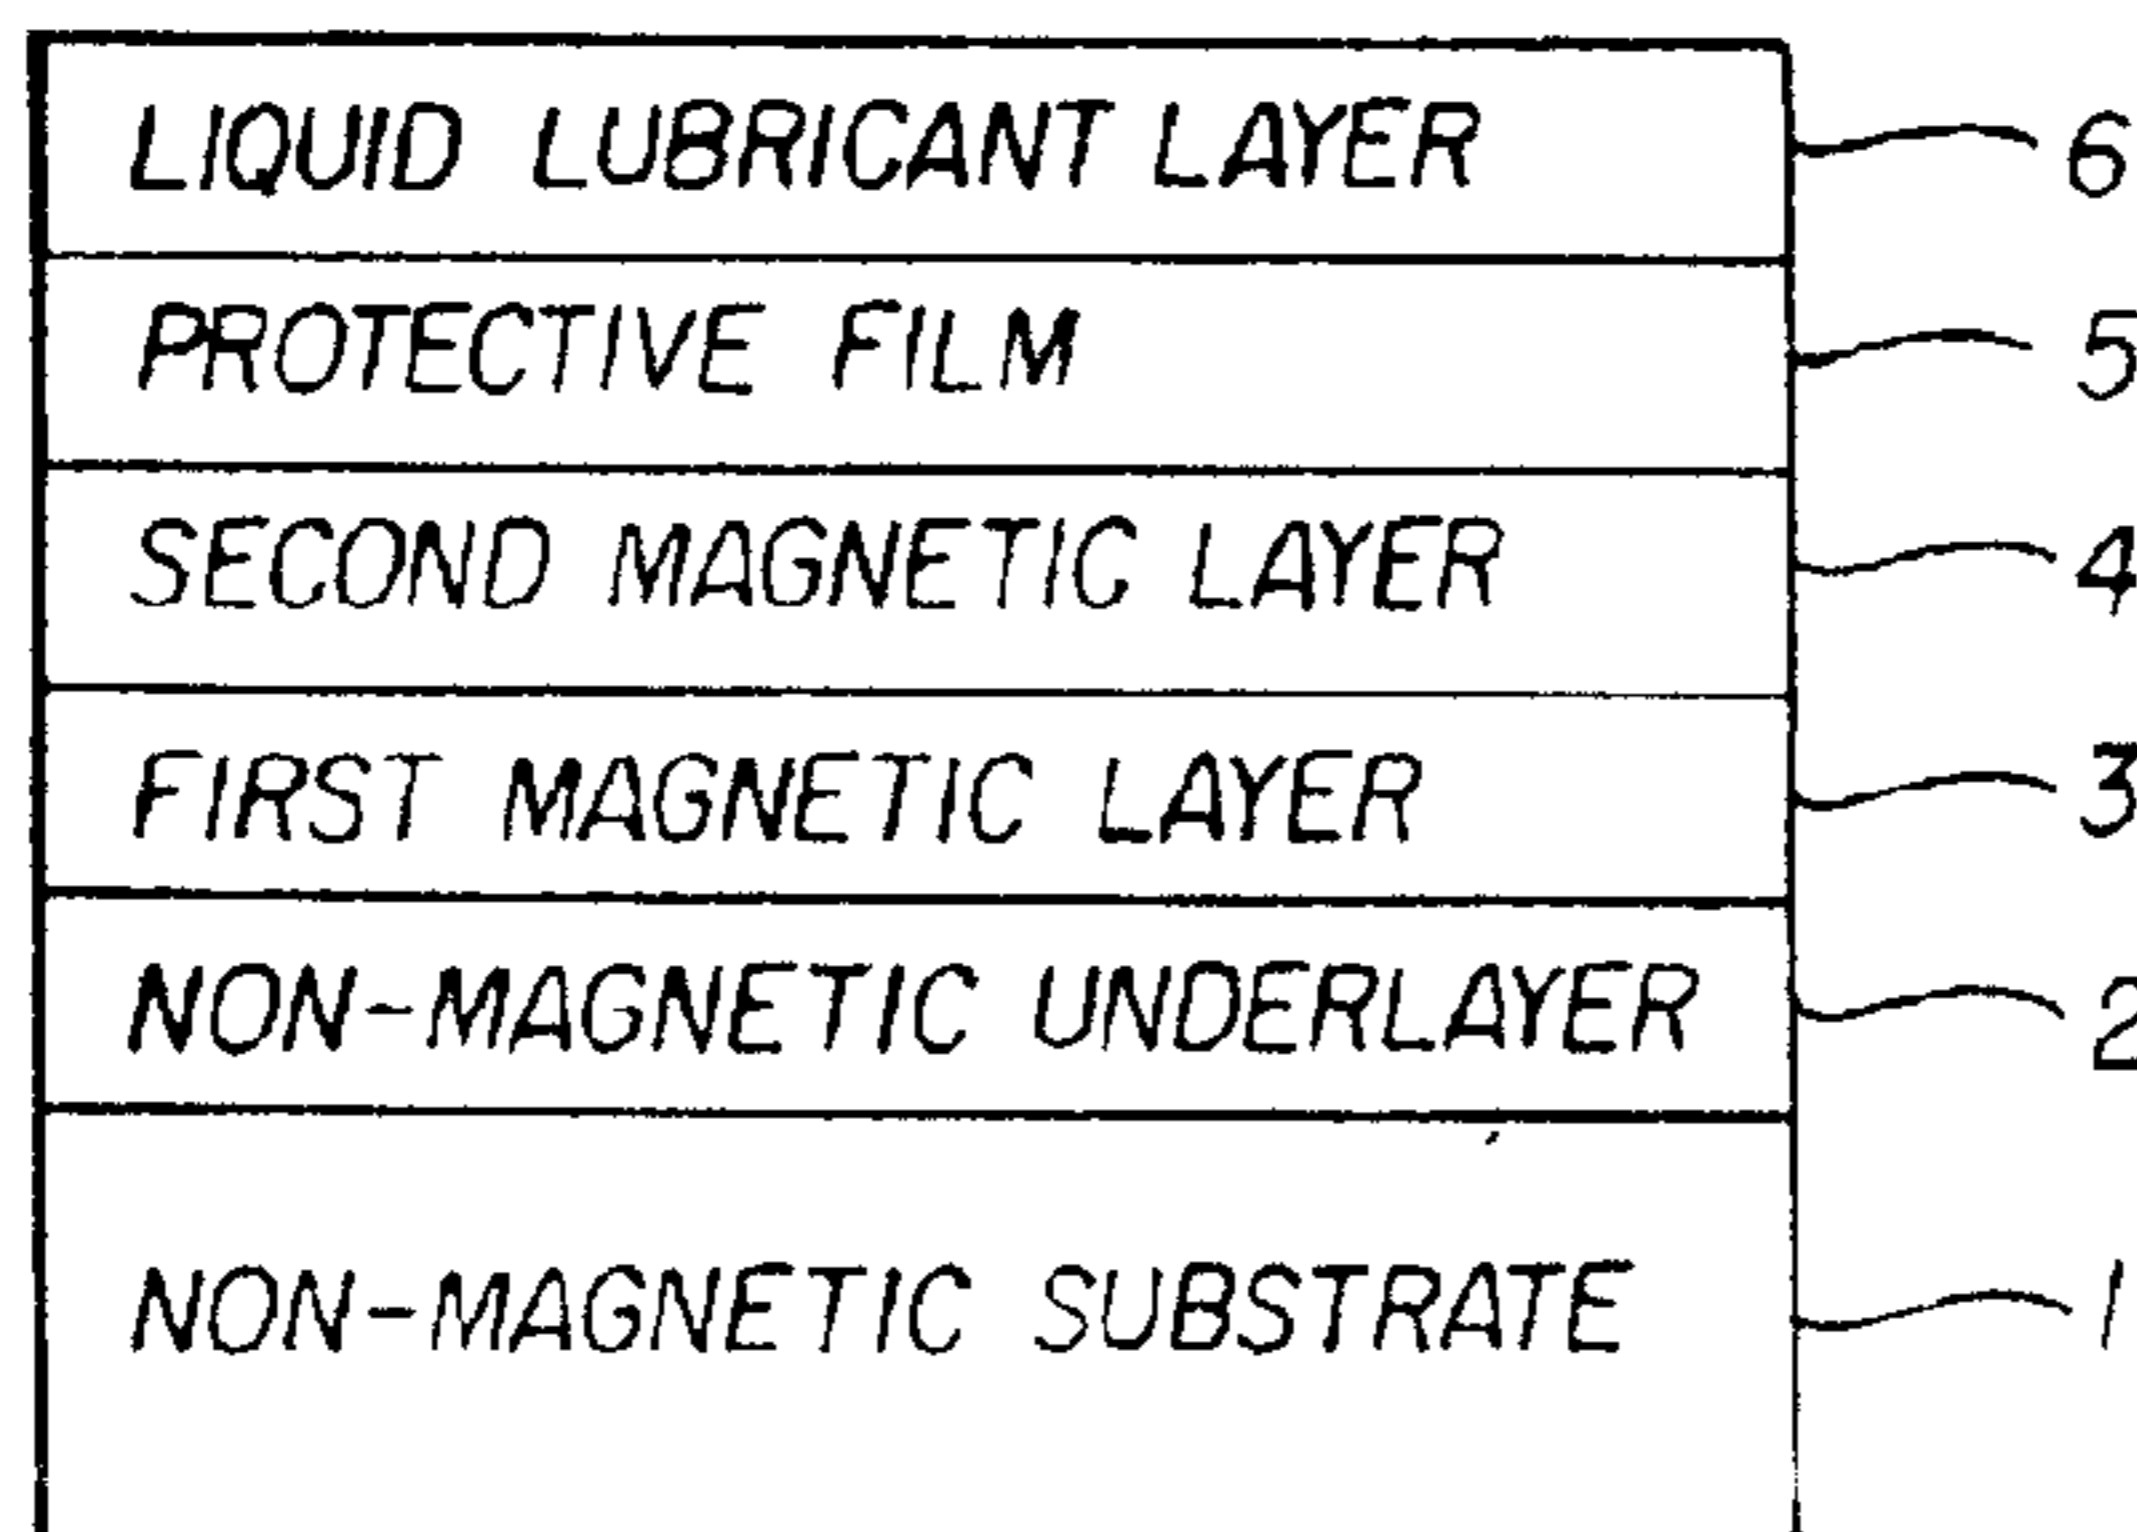 LIQUID LUBRICANT LAYER 6
PROTECTIVE FILM 5
SECOND MAGNETIC LAYER 4
FIRST MAGNETIC LAYER 3
NON-MAGNETIC UNDERLAYER 2
NON-MAGNETIC SUBSTRATE 1